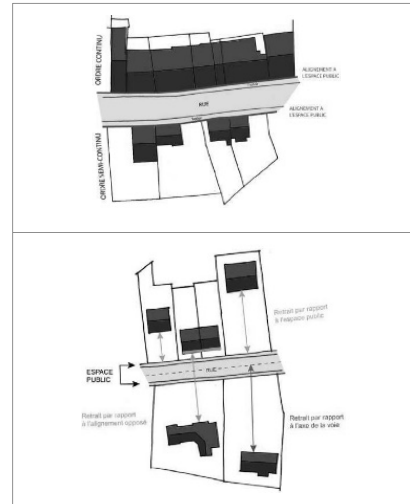 ORDRE CONTINU
ALIGNEMENT A
L'ESPACE PUBLIC
RUE
ALIGNEMENT A
L'ESPACE PUBLIC
ORDRE SEMI-CONTINU
Retrait par rapport
à l'espace public
ESPACE
PUBLIC
RUE
Retrait par rapport
à l'alignement opposé
Retrait par rapport
à l'axe de la voie